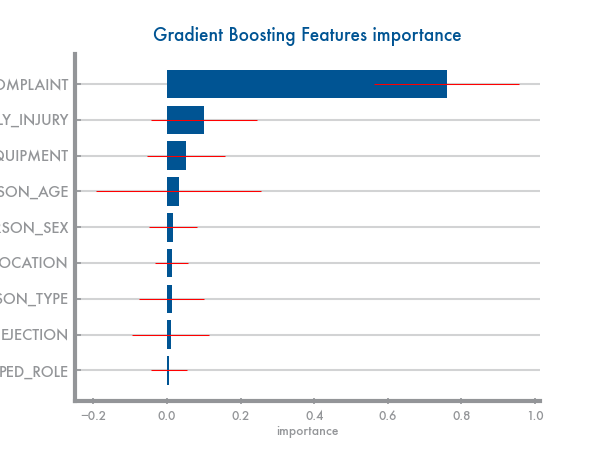 Gradient Boosting Features importance
OMPLAINT
LY_INJURY
QUIPMENT
SON_AGE
RSON_SEX
OCATION
SON_TYPE
EJECTION
PED_ROLE
−0.2 0.0 0.2 0.4 0.6 0.8 1.0
importance